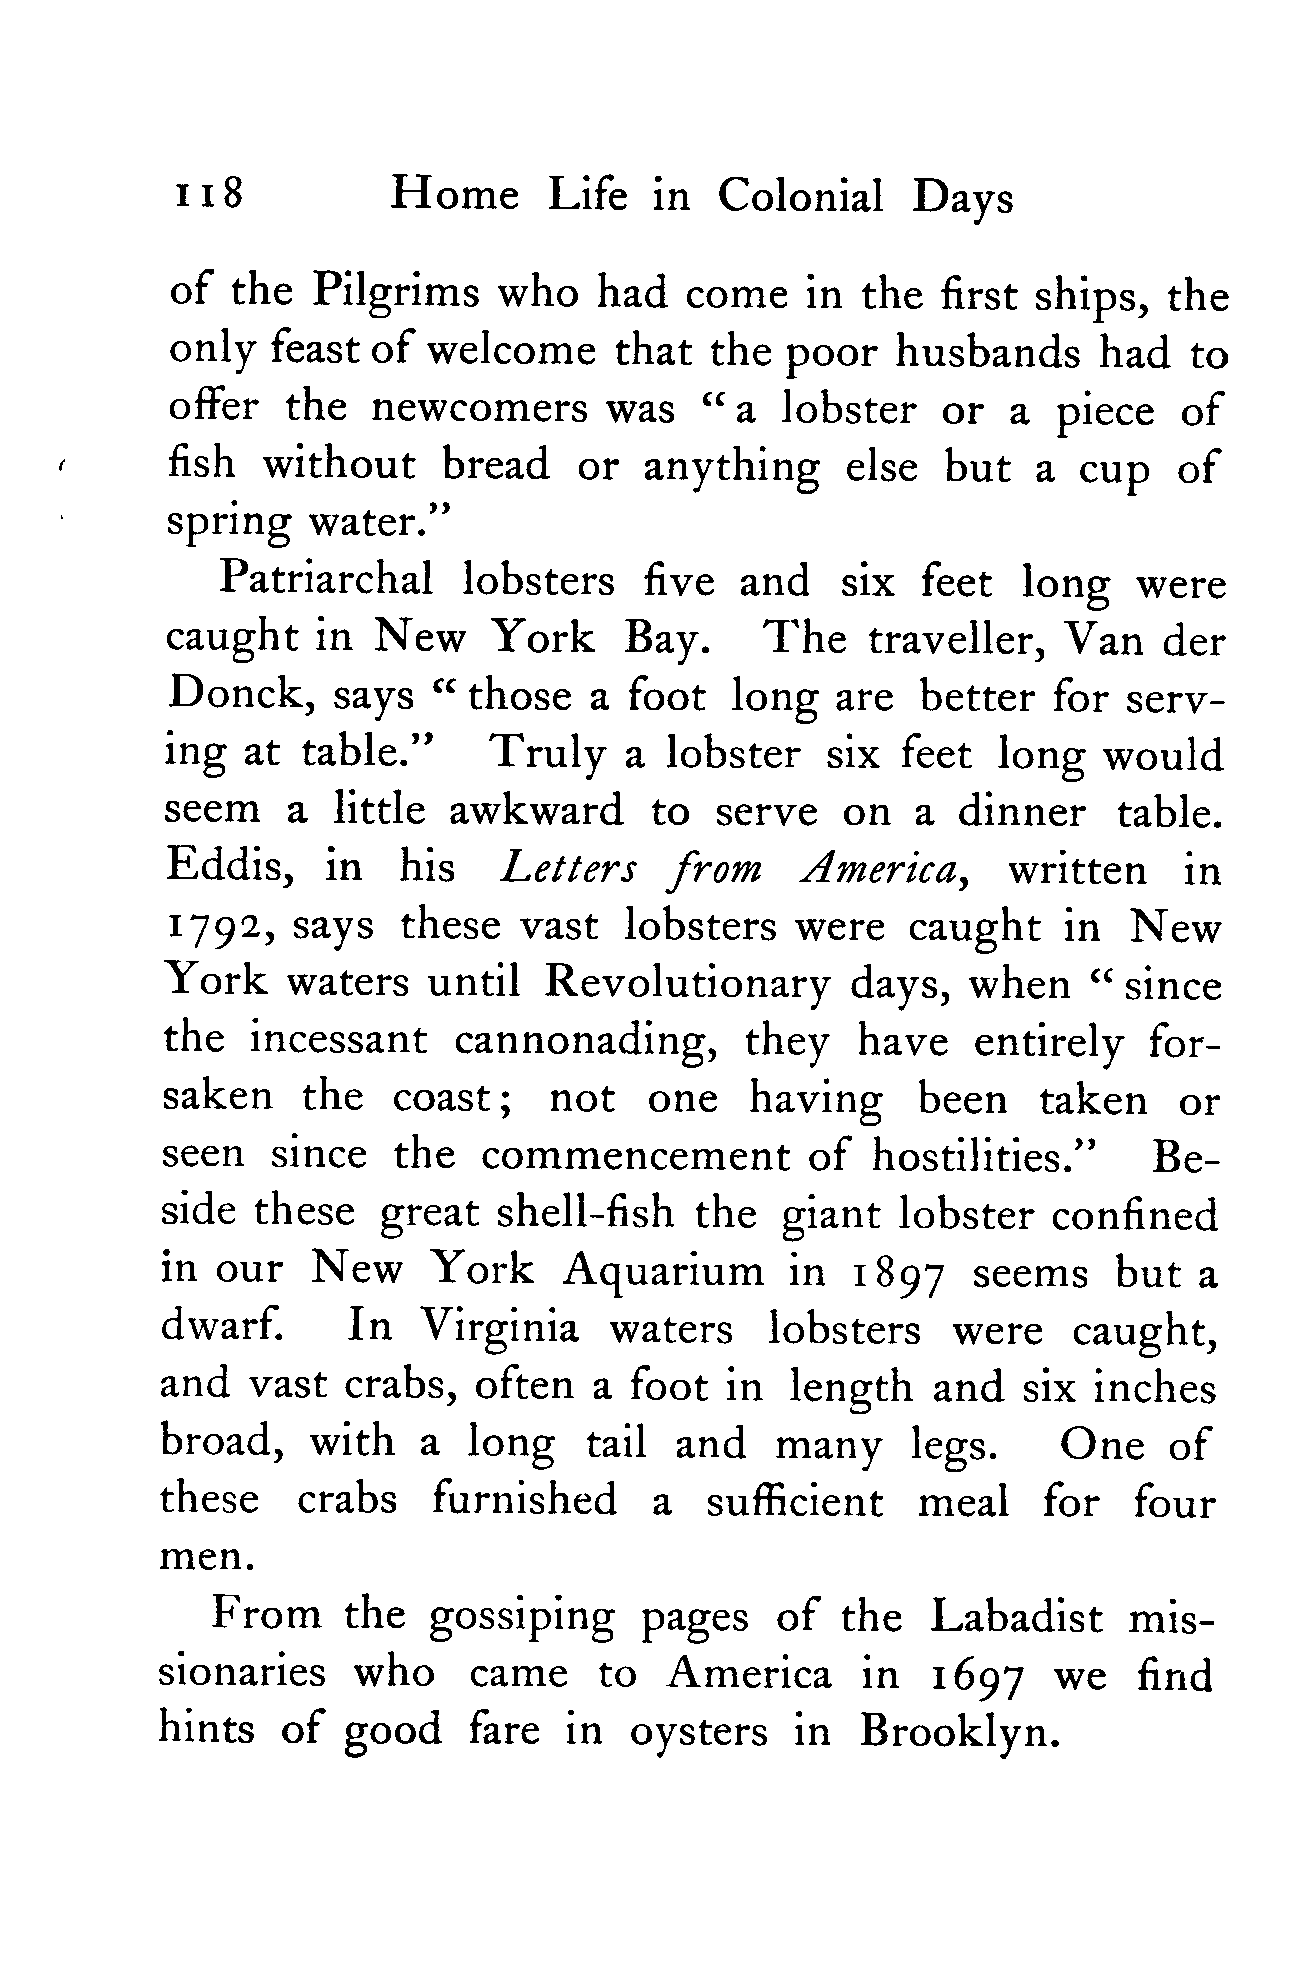 118 Home Life in Colonial Days
of the Pilgrims who had come in the first ships, the
only feast of welcome that the poor husbands had to
offer the newcomers was “ a lobster or a piece of
fish without bread or anything else but a cup of
spring water.”
Patriarchal lobsters five and six feet long were
caught in New York Bay. The traveller, Van der
Donck, says “ those a foot long are better for serv-
ing at table.” Truly a lobster six feet long would
seem a little awkward to serve on a dinner table.
Eddis, in his Letters from America, written in
1792, says these vast lobsters were caught in New
York waters until Revolutionary days, when “ since
the incessant cannonading, they have entirely for-
saken the coast; not one having been taken or
seen since the commencement of hostilities.” Be-
side these great shell-fish the giant lobster confined
in our New York Aquarium in 1897 seems but a
dwarf. In Virginia waters lobsters were caught,
and vast crabs, often a foot in length and six inches
broad, with a long tail and many legs. One of
these crabs furnished a sufficient meal for four
men.
From the gossiping pages of the Labadist mis-
sionaries who came to America in 1697 we find
hints of good fare in oysters in Brooklyn.